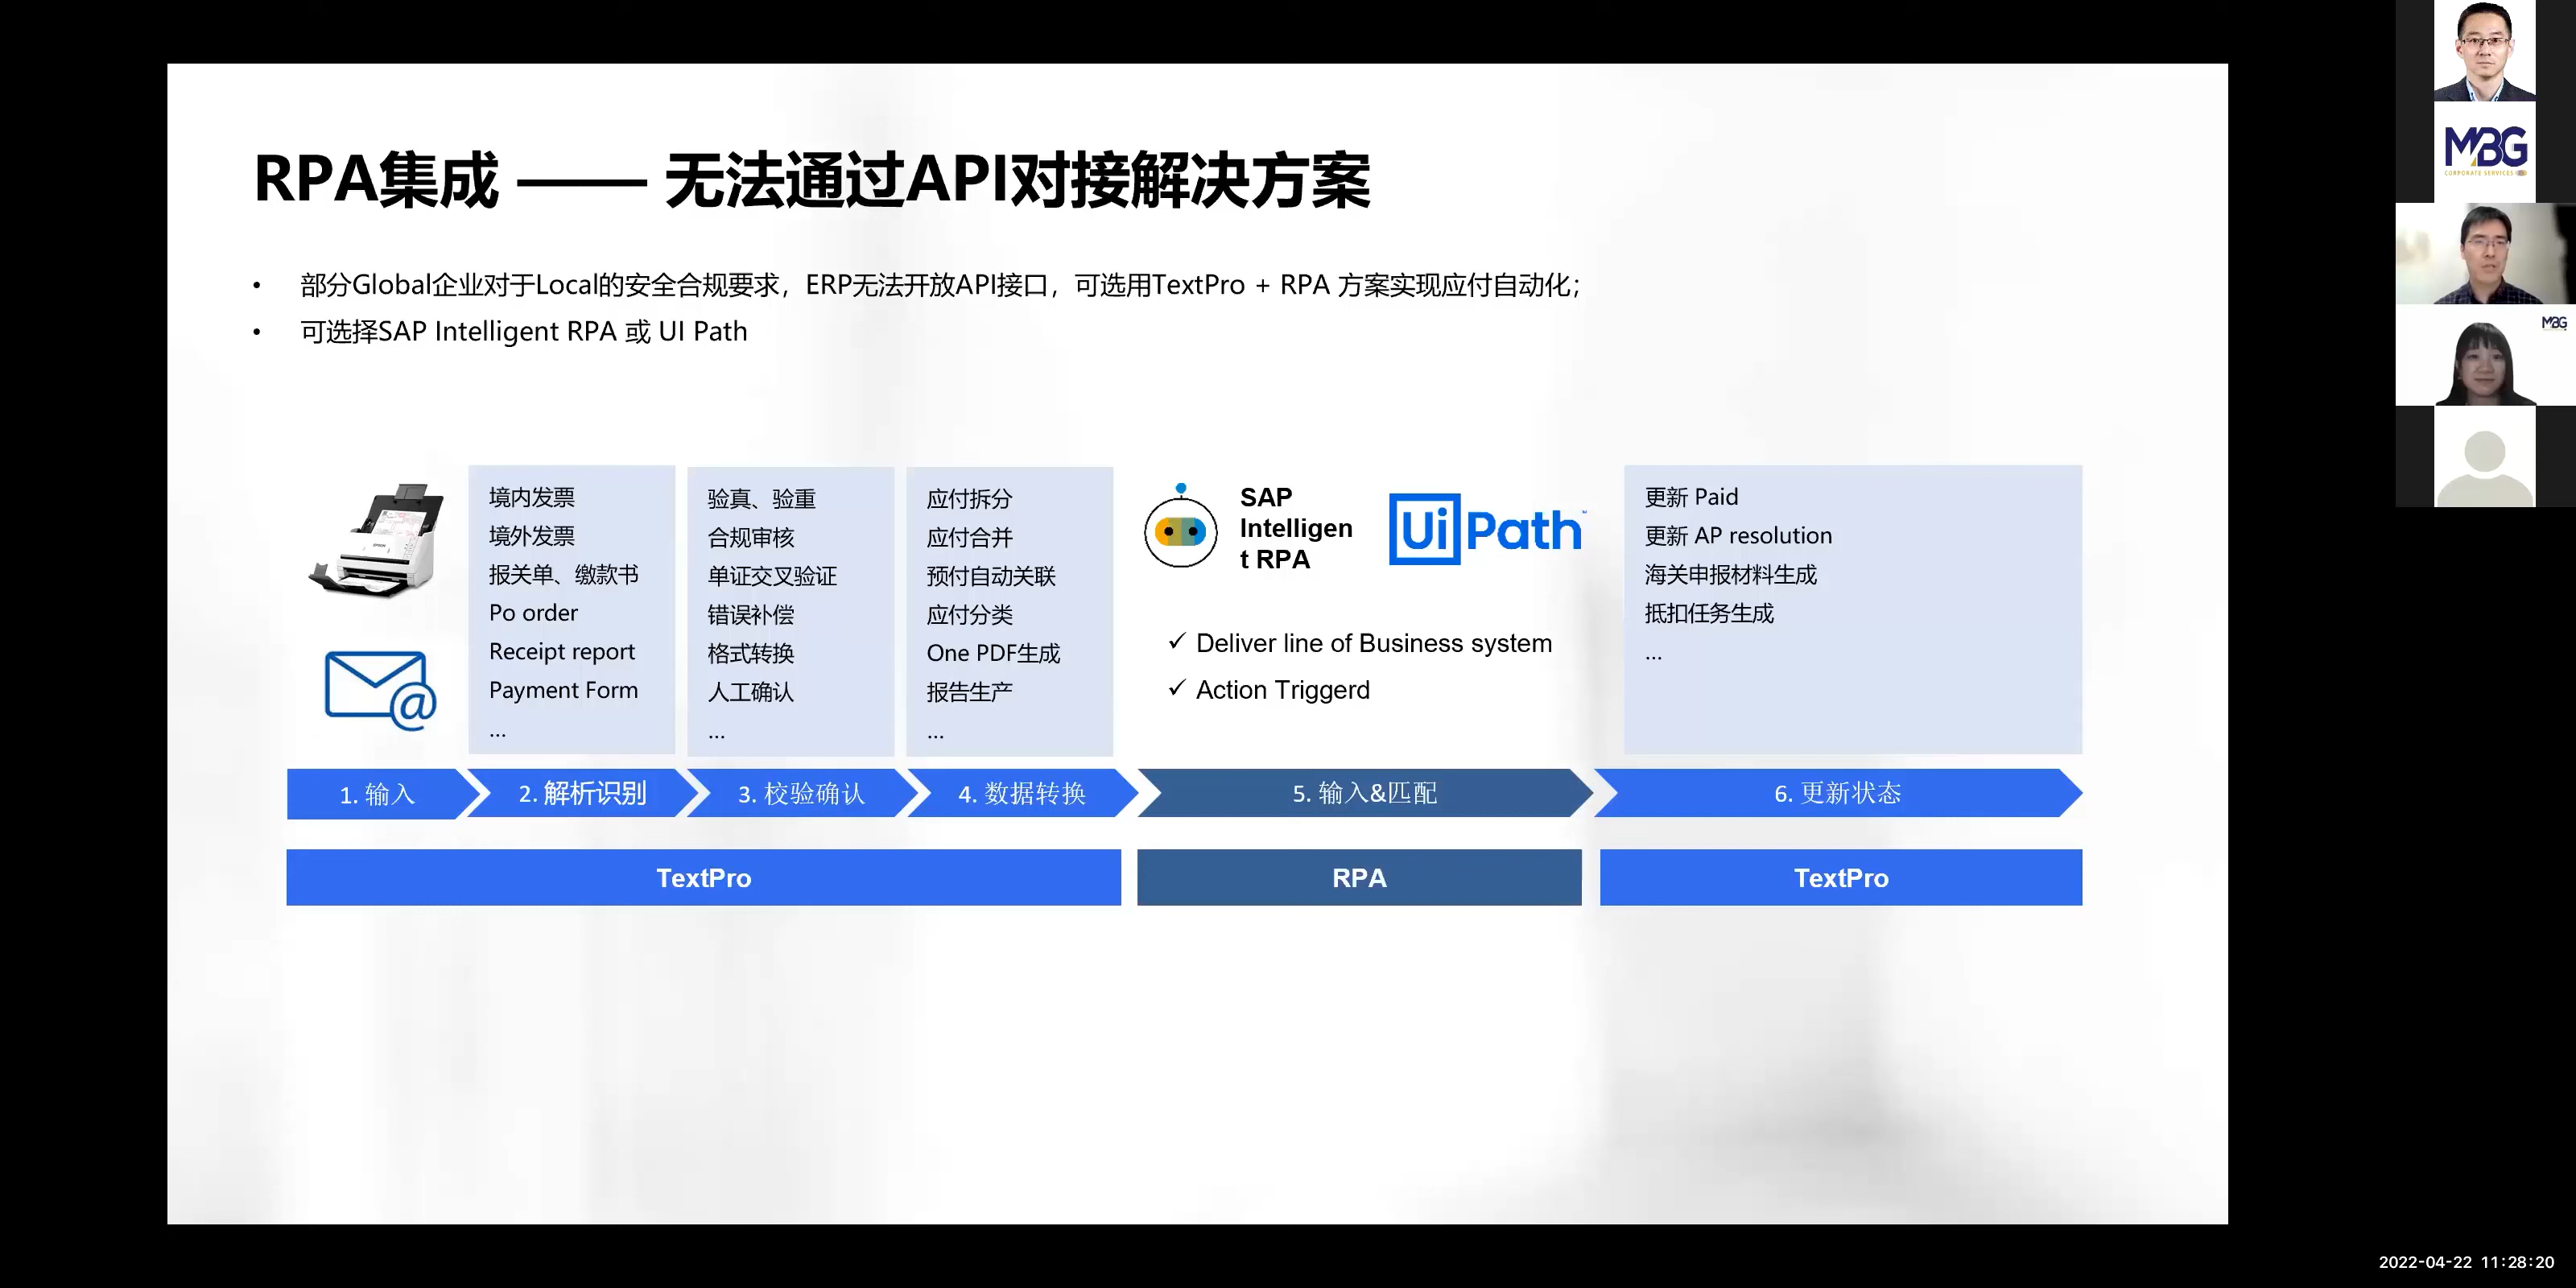 RPA集成 —— 无法通过API对接解决方案
• 部分Global企业对于Local的安全合规要求，ERP无法开放API接口，可选用TextPro + RPA 方案实现应付自动化；
• 可选择SAP Intelligent RPA 或 UI Path
境内发票
境外发票
报关单、缴款书
Po order
Receipt report
Payment Form
...
验真、验重
合规审核
单证交叉验证
错误补偿
格式转换
人工确认
...
应付拆分
应付合并
预付自动关联
应付分类
One PDF生成
报告生产
...
SAP
Intelligen
t RPA
UiPath
✓ Deliver line of Business system
✓ Action Triggerd
更新 Paid
更新 AP resolution
海关申报材料生成
抵扣任务生成
...
1. 输入
2. 解析识别
3. 校验确认
4. 数据转换
5. 输入&匹配
6. 更新状态
TextPro
RPA
TextPro
MBG
CORPORATE SERVICES
MBG
2022-04-22 11:28:20